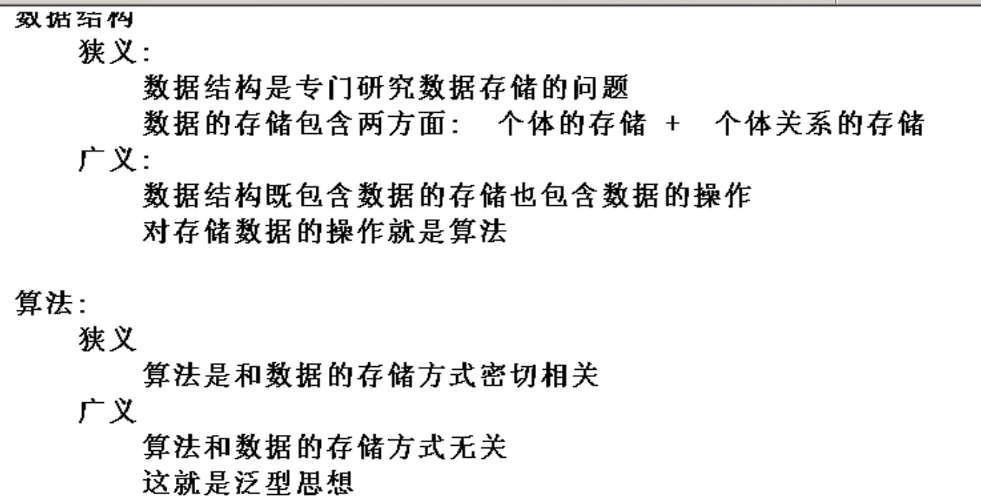 数据结构
狭义:
数据结构是专门研究数据存储的问题
数据的存储包含两方面: 个体的存储 + 个体关系的存储
广义:
数据结构既包含数据的存储也包含数据的操作
对存储数据的操作就是算法
算法:
狭义
算法是和数据的存储方式密切相关
广义
算法和数据的存储方式无关
这就是泛型思想